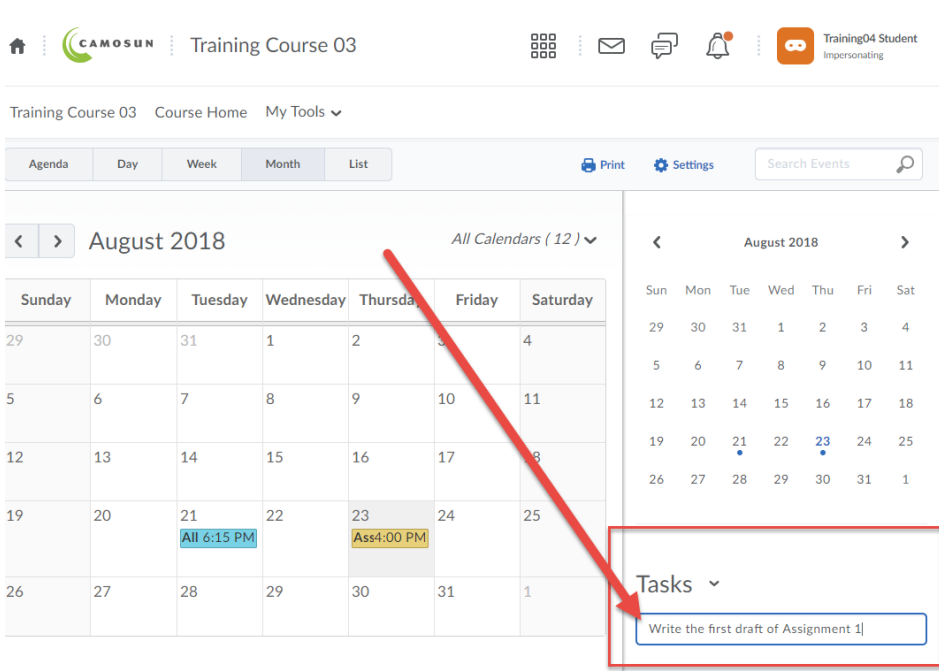 CAMOSUN
Training Course 03
Training04 Student
Impersonating
Training Course 03 Course Home My Tools
Agenda Day Week Month List
Print Settings Search Events
August 2018
All Calendars ( 12 )
Sunday Monday Tuesday Wednesday Thursday Friday Saturday
29 30 31 1 2 3 4
5 6 7 8 9 10 11
12 13 14 15 16 17 18
19 20 21 22 23 24 25
All 6:15 PM Ass4:00 PM
26 27 28 29 30 31 1
August 2018
Sun Mon Tue Wed Thu Fri Sat
29 30 31 1 2 3 4
5 6 7 8 9 10 11
12 13 14 15 16 17 18
19 20 21 22 23 24 25
26 27 28 29 30 31 1
Tasks
Write the first draft of Assignment 1